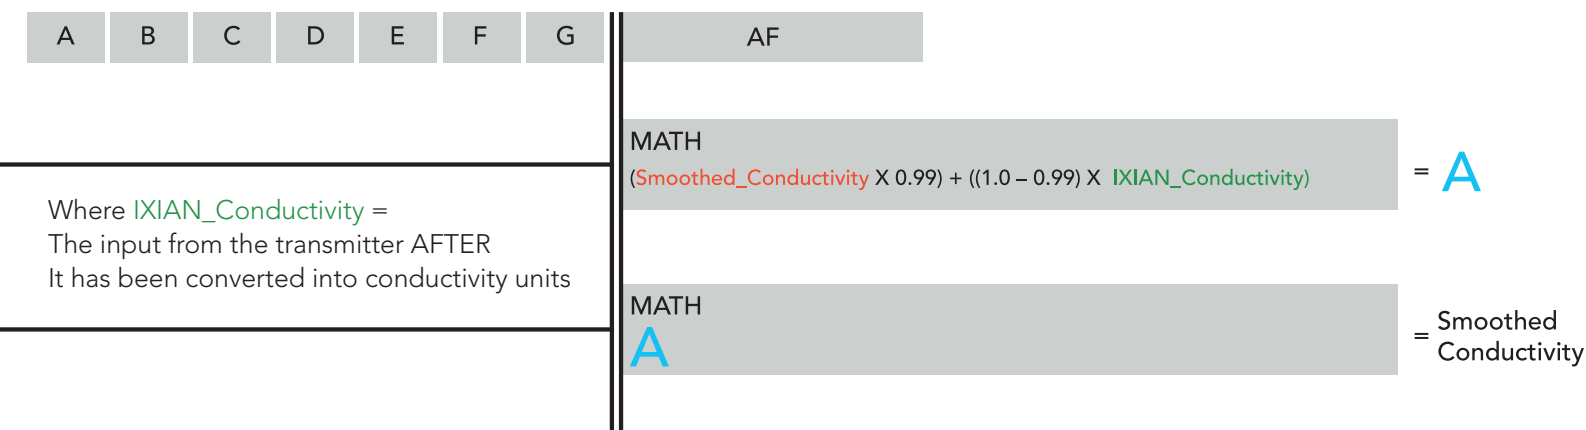 A B C D E F G AF
MATH
(Smoothed_Conductivity X 0.99) + ((1.0 – 0.99) X IXIAN_Conductivity)
= A
Where IXIAN_Conductivity =
The input from the transmitter AFTER
It has been converted into conductivity units
MATH
A
= Smoothed
Conductivity